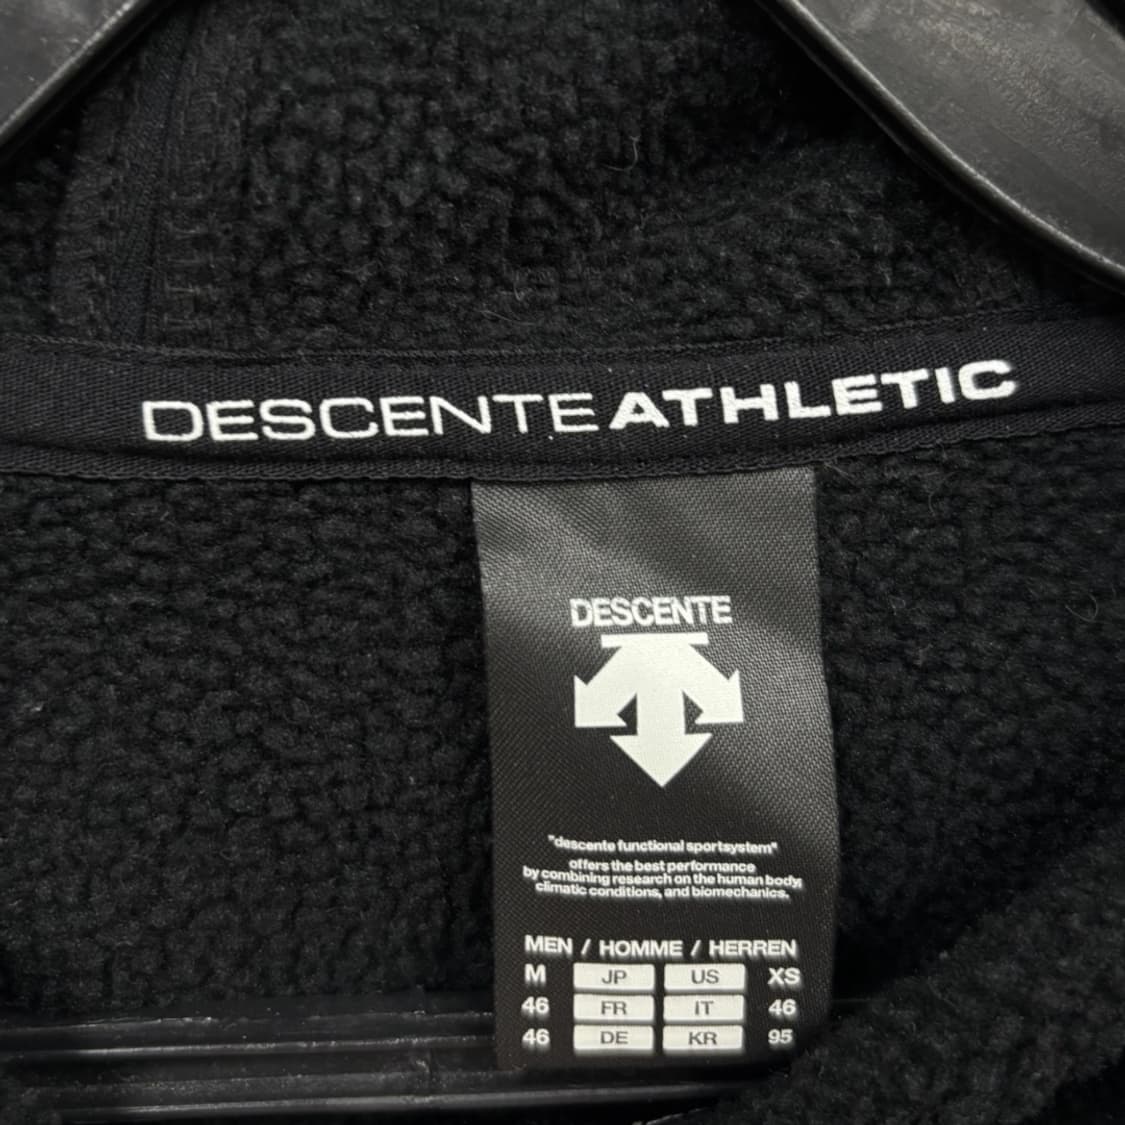 DESCENTE ATHLETIC
DESCENTE
"descente functional sportsystem"
offers the best performance
by combining research on the human body,
climatic conditions, and biomechanics.
MEN / HOMME / HERREN
M JP US XS
46 FR IT 46
46 DE KR 95